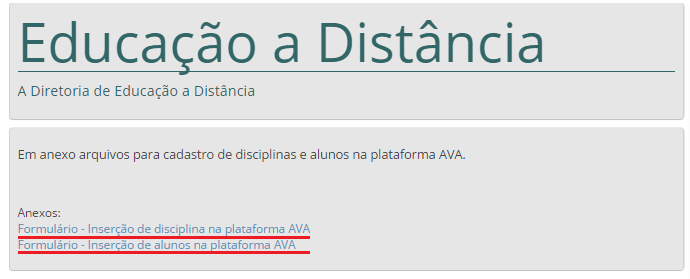 Educação a Distância
A Diretoria de Educação a Distância
Em anexo arquivos para cadastro de disciplinas e alunos na plataforma AVA.
Anexos:
Formulário - Inserção de disciplina na plataforma AVA
Formulário - Inserção de alunos na plataforma AVA